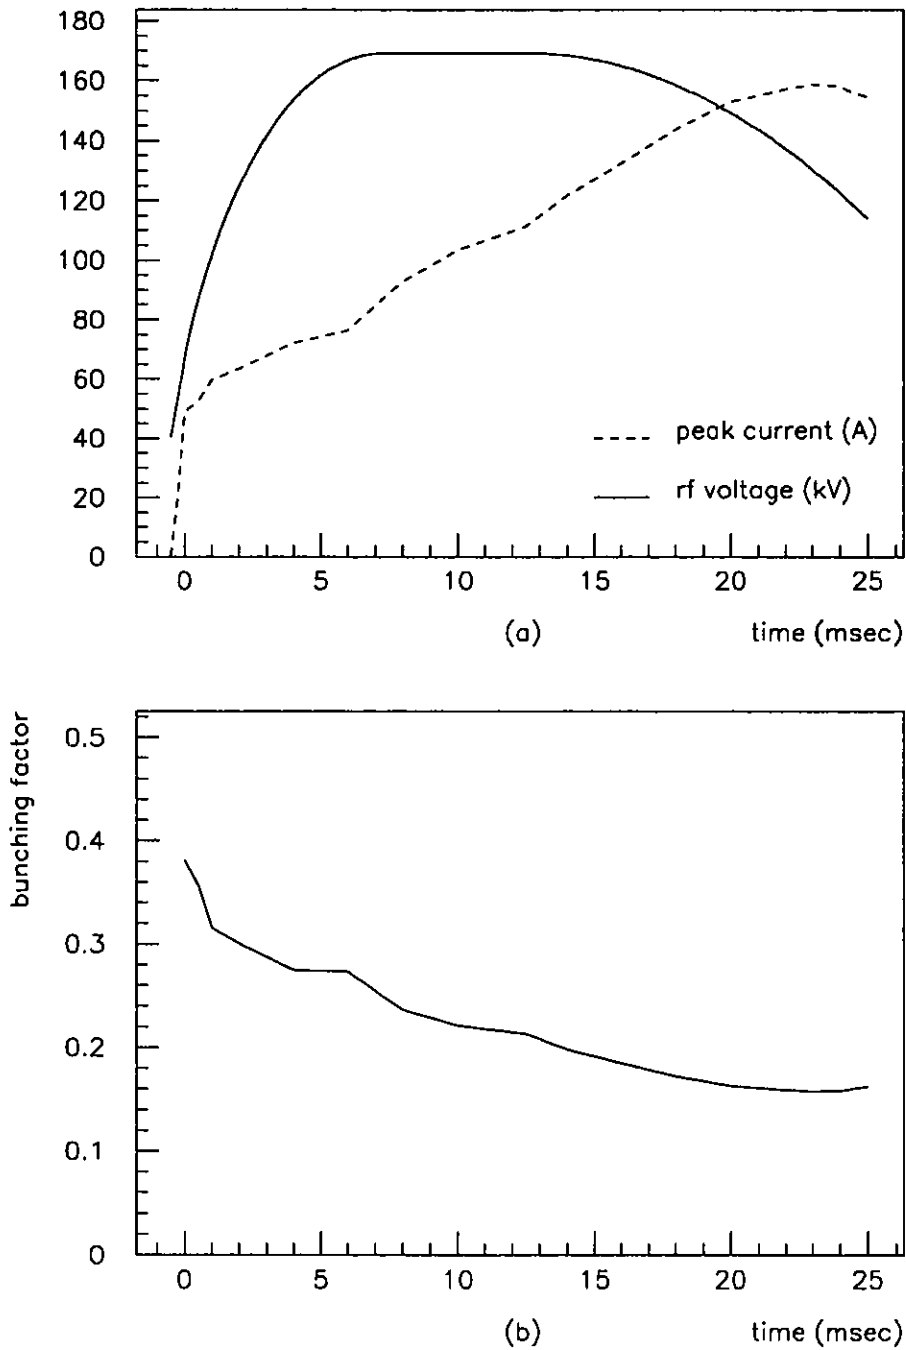 180
160
140
120
100
80
60
40
20
0
peak current (A)
rf voltage (kV)
0 5 10 15 20 25
(a) time (msec)
bunching factor
0.5
0.4
0.3
0.2
0.1
0
0 5 10 15 20 25
(b) time (msec)